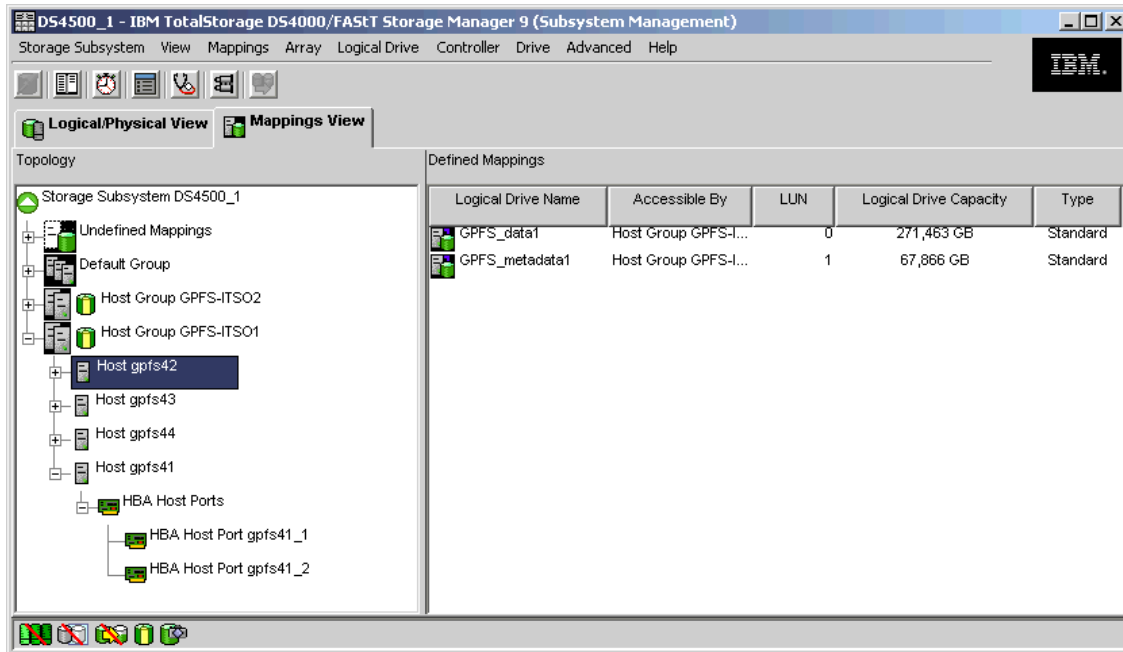 DS4500_1 - IBM TotalStorage DS4000/FAStT Storage Manager 9 (Subsystem Management)
Storage Subsystem View Mappings Array Logical Drive Controller Drive Advanced Help
IBM.
Logical/Physical View Mappings View
Topology
Defined Mappings
Storage Subsystem DS4500_1
Undefined Mappings
Default Group
Host Group GPFS-ITSO2
Host Group GPFS-ITSO1
Host gpfs42
Host gpfs43
Host gpfs44
Host gpfs41
HBA Host Ports
HBA Host Port gpfs41_1
HBA Host Port gpfs41_2
Logical Drive Name Accessible By LUN Logical Drive Capacity Type
GPFS_data1 Host Group GPFS-I... 0 271,463 GB Standard
GPFS_metadata1 Host Group GPFS-I... 1 67,866 GB Standard